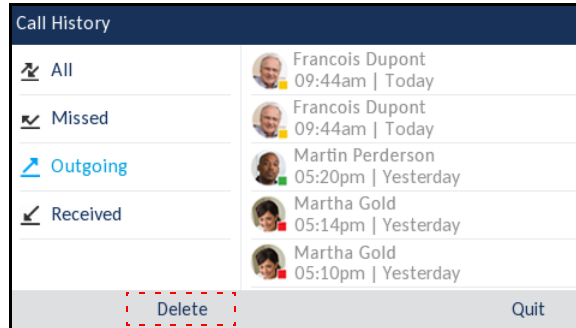 Call History
All
Missed
Outgoing
Received
Francois Dupont
09:44am | Today
Francois Dupont
09:44am | Today
Martin Perderson
05:20pm | Yesterday
Martha Gold
05:14pm | Yesterday
Martha Gold
05:10pm | Yesterday
Delete
Quit